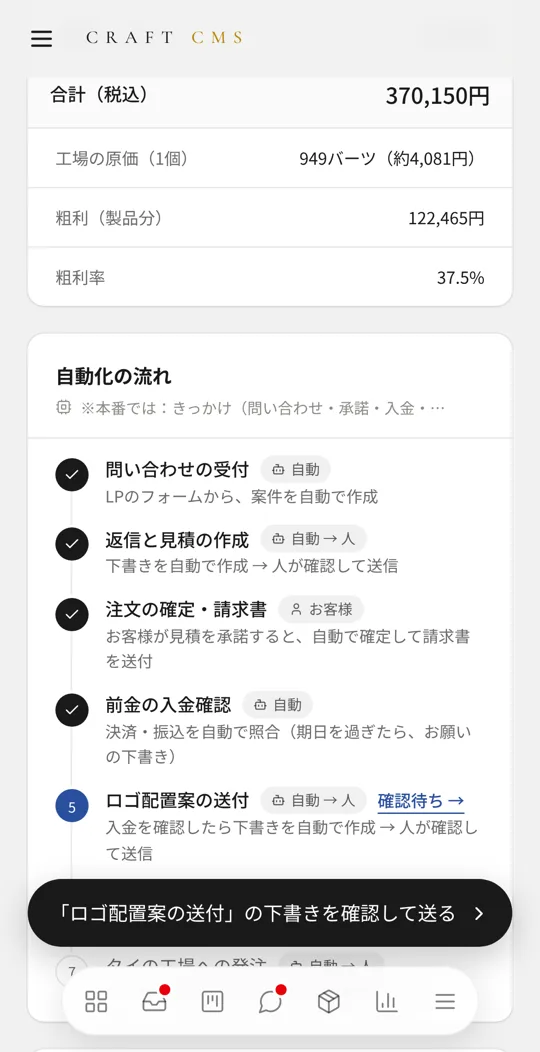 CRAFT CMS
合計（税込） 370,150円
工場の原価（1個） 949バーツ（約4,081円）
粗利（製品分） 122,465円
粗利率 37.5%
自動化の流れ
※本番では：きっかけ（問い合わせ・承諾・入金・…
問い合わせの受付 自動
LPのフォームから、案件を自動で作成
返信と見積の作成 自動 → 人
下書きを自動で作成 → 人が確認して送信
注文の確定・請求書 お客様
お客様が見積を承諾すると、自動で確定して請求書
を送付
前金の入金確認 自動
決済・振込を自動で照合（期日を過ぎたら、お願い
の下書き）
5 ロゴ配置案の送付 自動 → 人 確認待ち →
入金を確認したら下書きを自動で作成 → 人が確認し
て送信
「ロゴ配置案の送付」の下書きを確認して送る
7 タイの工場への発注 自動 → 人